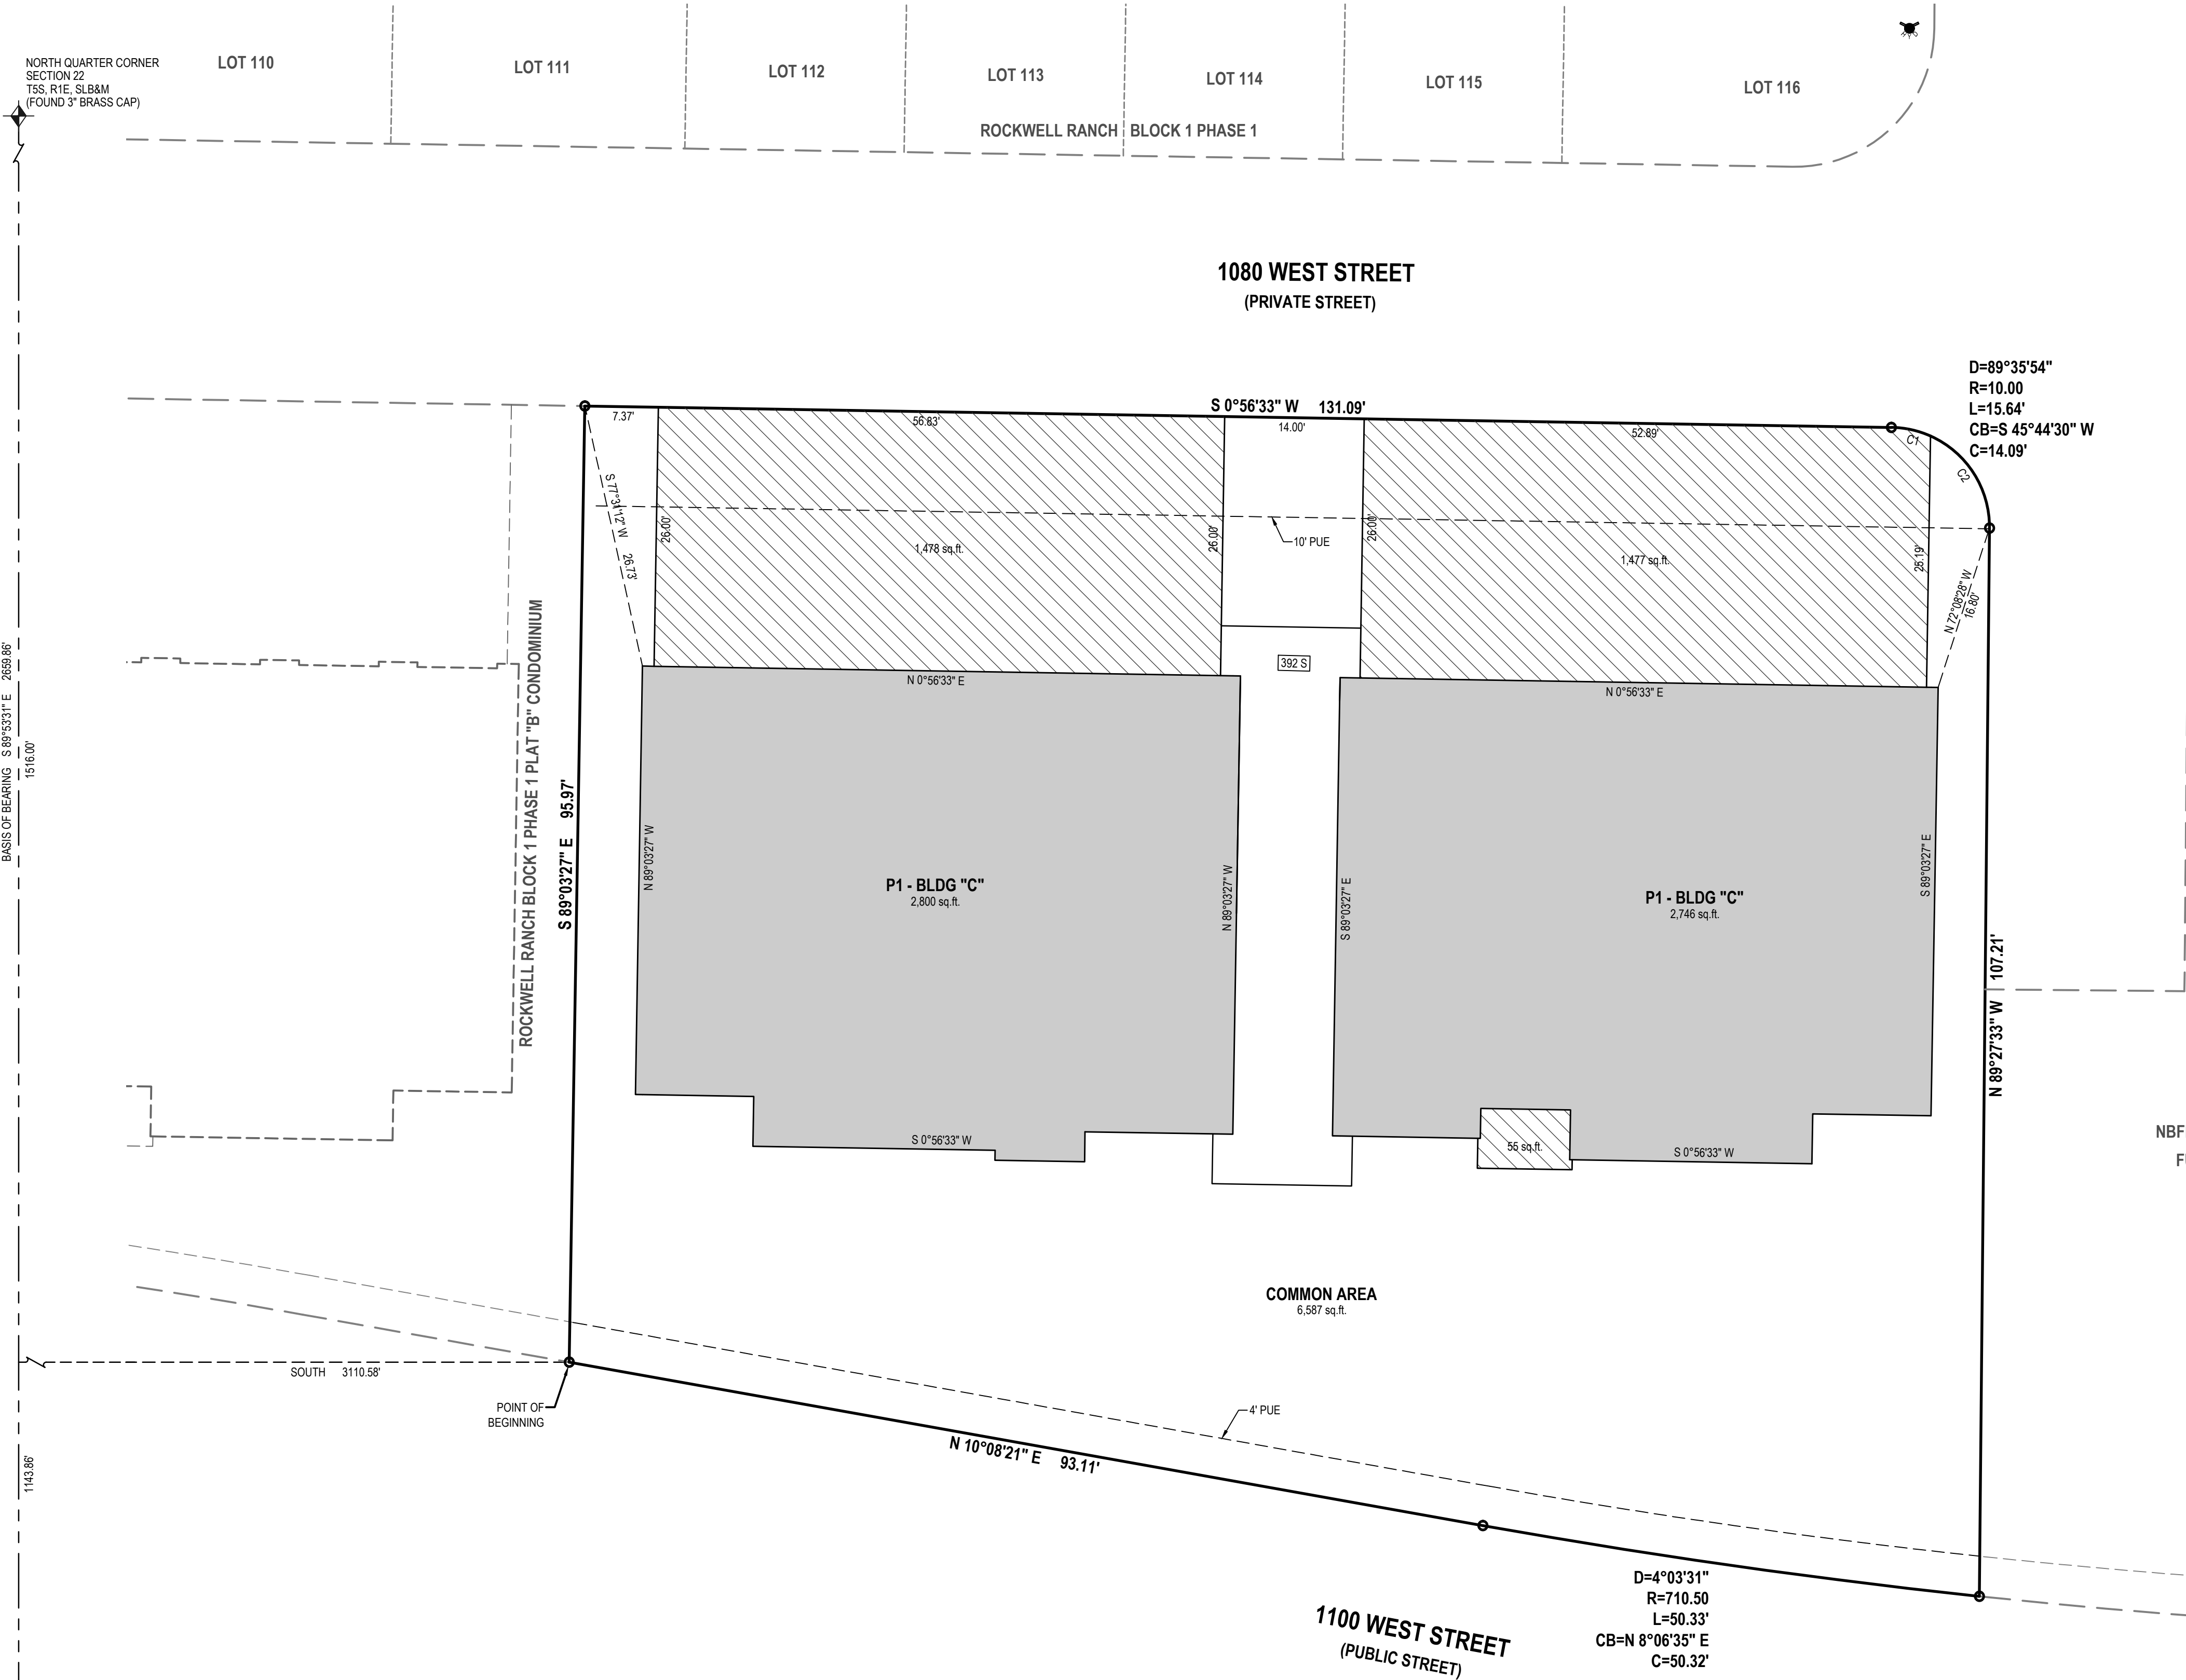 NORTH QUARTER CORNER
SECTION 22
T5S, R1E, SLB&M
(FOUND 3" BRASS CAP)
LOT 110
LOT 111
LOT 112
LOT 113
LOT 114
LOT 115
LOT 116
ROCKWELL RANCH BLOCK 1 PHASE 1
1080 WEST STREET
(PRIVATE STREET)
D=89°35'54"
R=10.00
L=15.64'
CB=S 45°44'30" W
C=14.09'
S 0°56'33" W 131.09'
7.37'
56.83'
14.00'
52.89'
C1
C2
S 77°31'12" W 26.73'
26.00'
1,478 sq.ft.
26.00'
10' PUE
26.00'
1,477 sq.ft.
25.19'
N 72°08'28" W
16.80'
392 S
N 0°56'33" E
N 0°56'33" E
BASIS OF BEARING S 89°53'31" E 2659.86'
1516.00'
ROCKWELL RANCH BLOCK 1 PHASE 1 PLAT "B" CONDOMINIUM
S 89°03'27" E 95.97'
N 89°03'27" W
P1 - BLDG "C"
2,800 sq.ft.
N 89°03'27" W
S 89°03'27" E
P1 - BLDG "C"
2,746 sq.ft.
S 89°03'27" E
N 89°27'33" W 107.21'
S 0°56'33" W
55 sq.ft.
S 0°56'33" W
NBF
COMMON AREA
6,587 sq.ft.
SOUTH 3110.58'
POINT OF
BEGINNING
4' PUE
N 10°08'21" E 93.11'
1143.86'
1100 WEST STREET
(PUBLIC STREET)
D=4°03'31"
R=710.50
L=50.33'
CB=N 8°06'35" E
C=50.32'